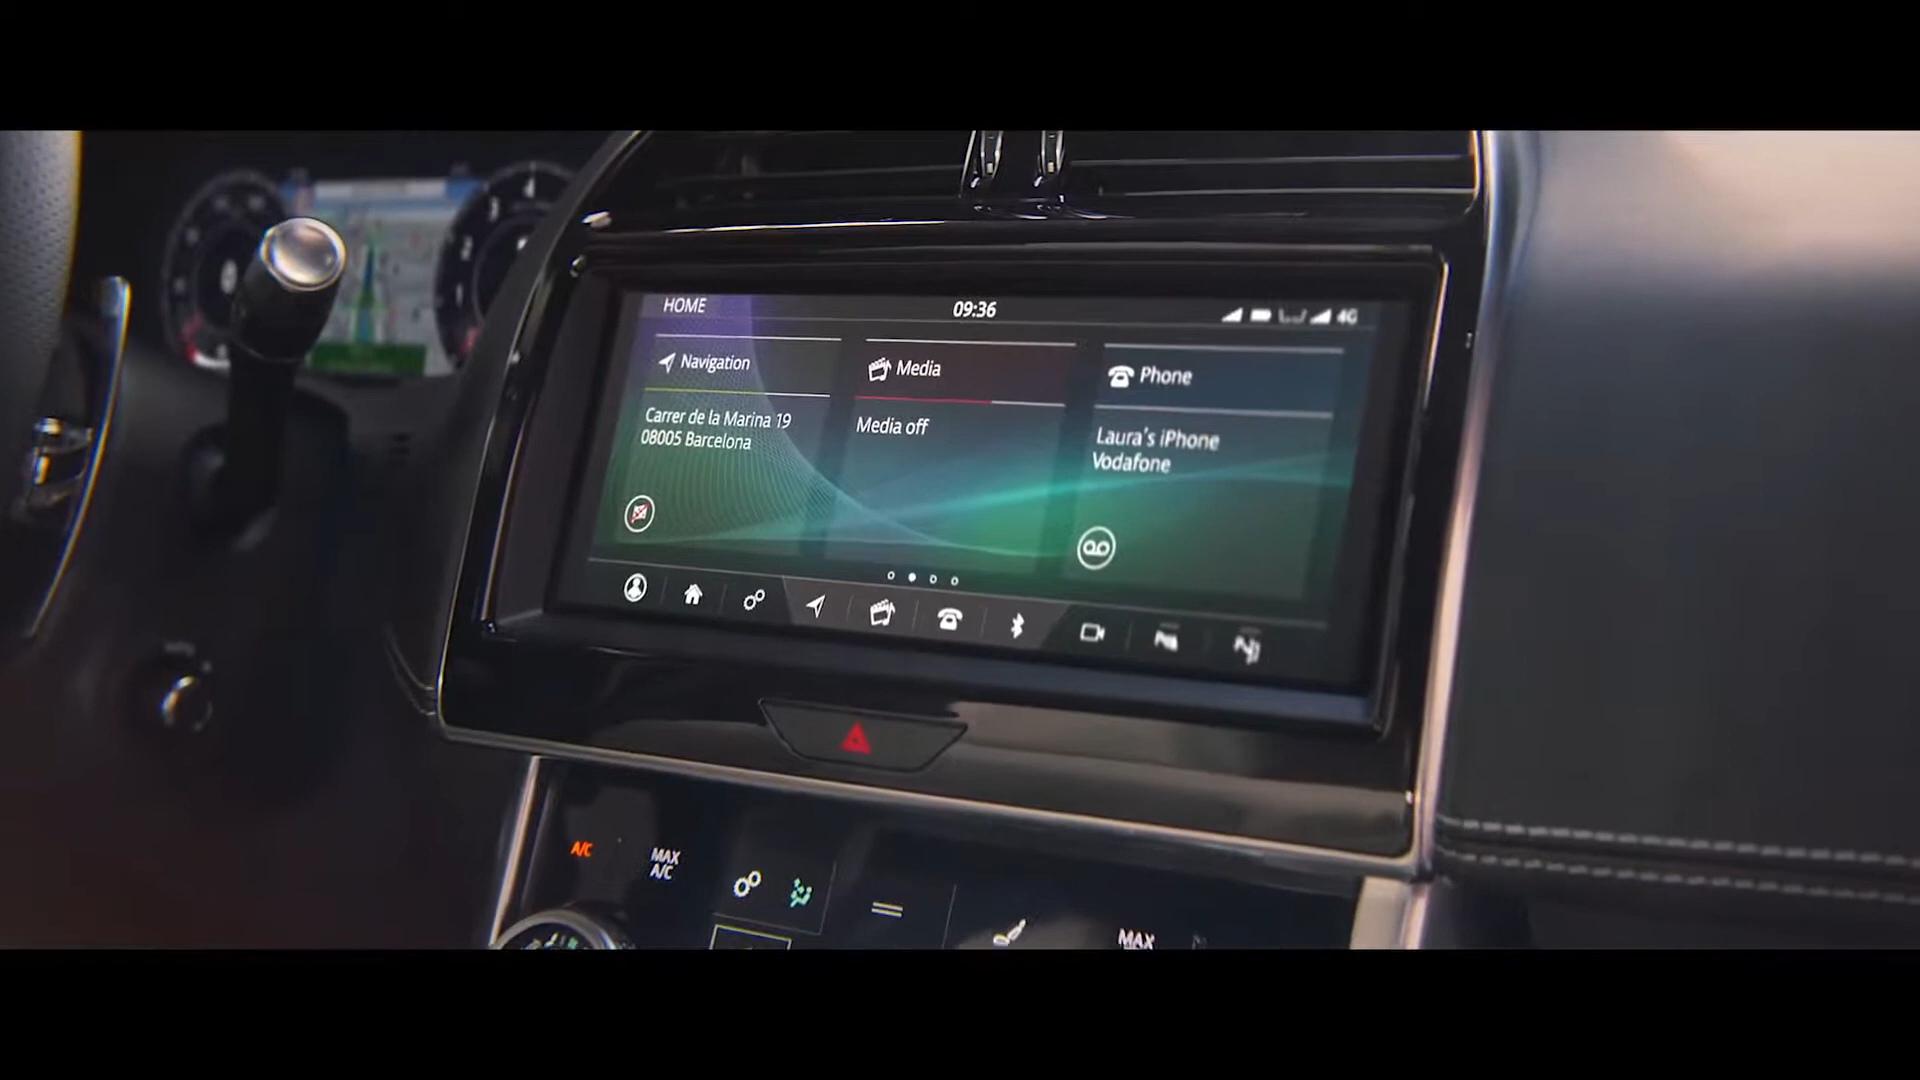 HOME
09:36
4G
Navigation
Media
Phone
Carrer de la Marina 19
08005 Barcelona
Media off
Laura's iPhone
Vodafone
A/C
MAX
A/C
MAX